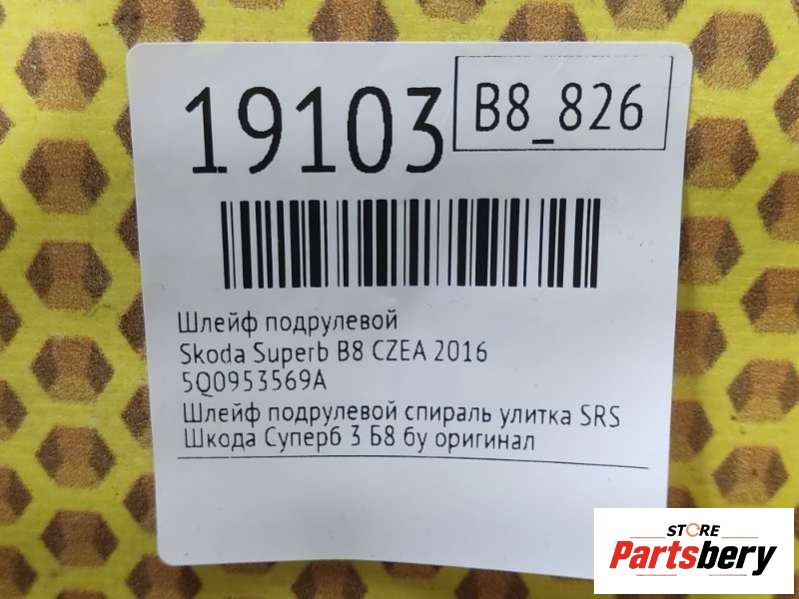 19103
B8_826
Шлейф подрулевой
Skoda Superb B8 CZEA 2016
5Q0953569A
Шлейф подрулевой спираль улитка SRS
Шкода Суперб 3 Б8 бу оригинал
STORE
Partsbery